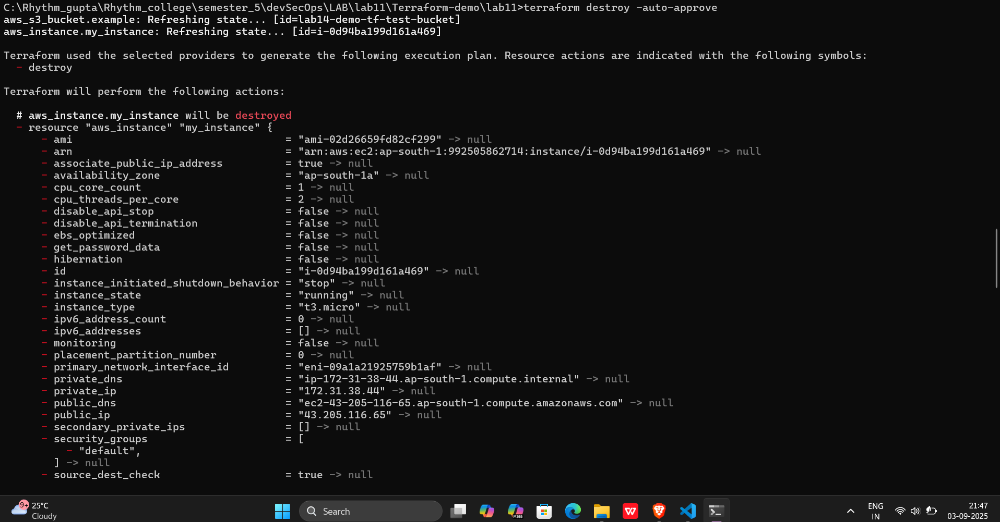 C:\Rhythm_gupta\Rhythm_college\semester_5\devSecOps\LAB\lab11\Terraform-demo\lab11>terraform destroy -auto-approve
aws_s3_bucket.example: Refreshing state... [id=lab14-demo-tf-test-bucket]
aws_instance.my_instance: Refreshing state... [id=i-0d94ba199d161a469]
Terraform used the selected providers to generate the following execution plan. Resource actions are indicated with the following symbols:
- destroy
Terraform will perform the following actions:
# aws_instance.my_instance will be destroyed
- resource "aws_instance" "my_instance" {
- ami = "ami-02d26659fd82cf299" -> null
- arn = "arn:aws:ec2:ap-south-1:992505862714:instance/i-0d94ba199d161a469" -> null
- associate_public_ip_address = true -> null
- availability_zone = "ap-south-1a" -> null
- cpu_core_count = 1 -> null
- cpu_threads_per_core = 2 -> null
- disable_api_stop = false -> null
- disable_api_termination = false -> null
- ebs_optimized = false -> null
- get_password_data = false -> null
- hibernation = false -> null
- id = "i-0d94ba199d161a469" -> null
- instance_initiated_shutdown_behavior = "stop" -> null
- instance_state = "running" -> null
- instance_type = "t3.micro" -> null
- ipv6_address_count = 0 -> null
- ipv6_addresses = [] -> null
- monitoring = false -> null
- placement_partition_number = 0 -> null
- primary_network_interface_id = "eni-09a1a21925759b1af" -> null
- private_dns = "ip-172-31-38-44.ap-south-1.compute.internal" -> null
- private_ip = "172.31.38.44" -> null
- public_dns = "ec2-43-205-116-65.ap-south-1.compute.amazonaws.com" -> null
- public_ip = "43.205.116.65" -> null
- secondary_private_ips = [] -> null
- security_groups = [
- "default",
] -> null
- source_dest_check = true -> null
9+
25°C
Cloudy
Search
M365
W
ENG
IN
21:47
03-09-2025